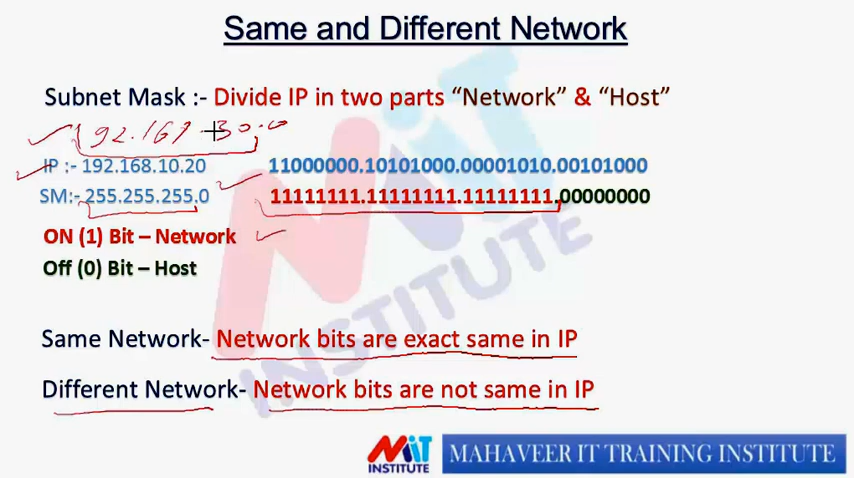 Same and Different Network
Subnet Mask :- Divide IP in two parts “Network” & “Host”
IP :- 192.168.10.20 11000000.10101000.00001010.00101000
SM:- 255.255.255.0 11111111.11111111.11111111.00000000
ON (1) Bit – Network
Off (0) Bit – Host
Same Network- Network bits are exact same in IP
Different Network- Network bits are not same in IP
MiT
INSTITUTE
MiT
INSTITUTE
MAHAVEER IT TRAINING INSTITUTE